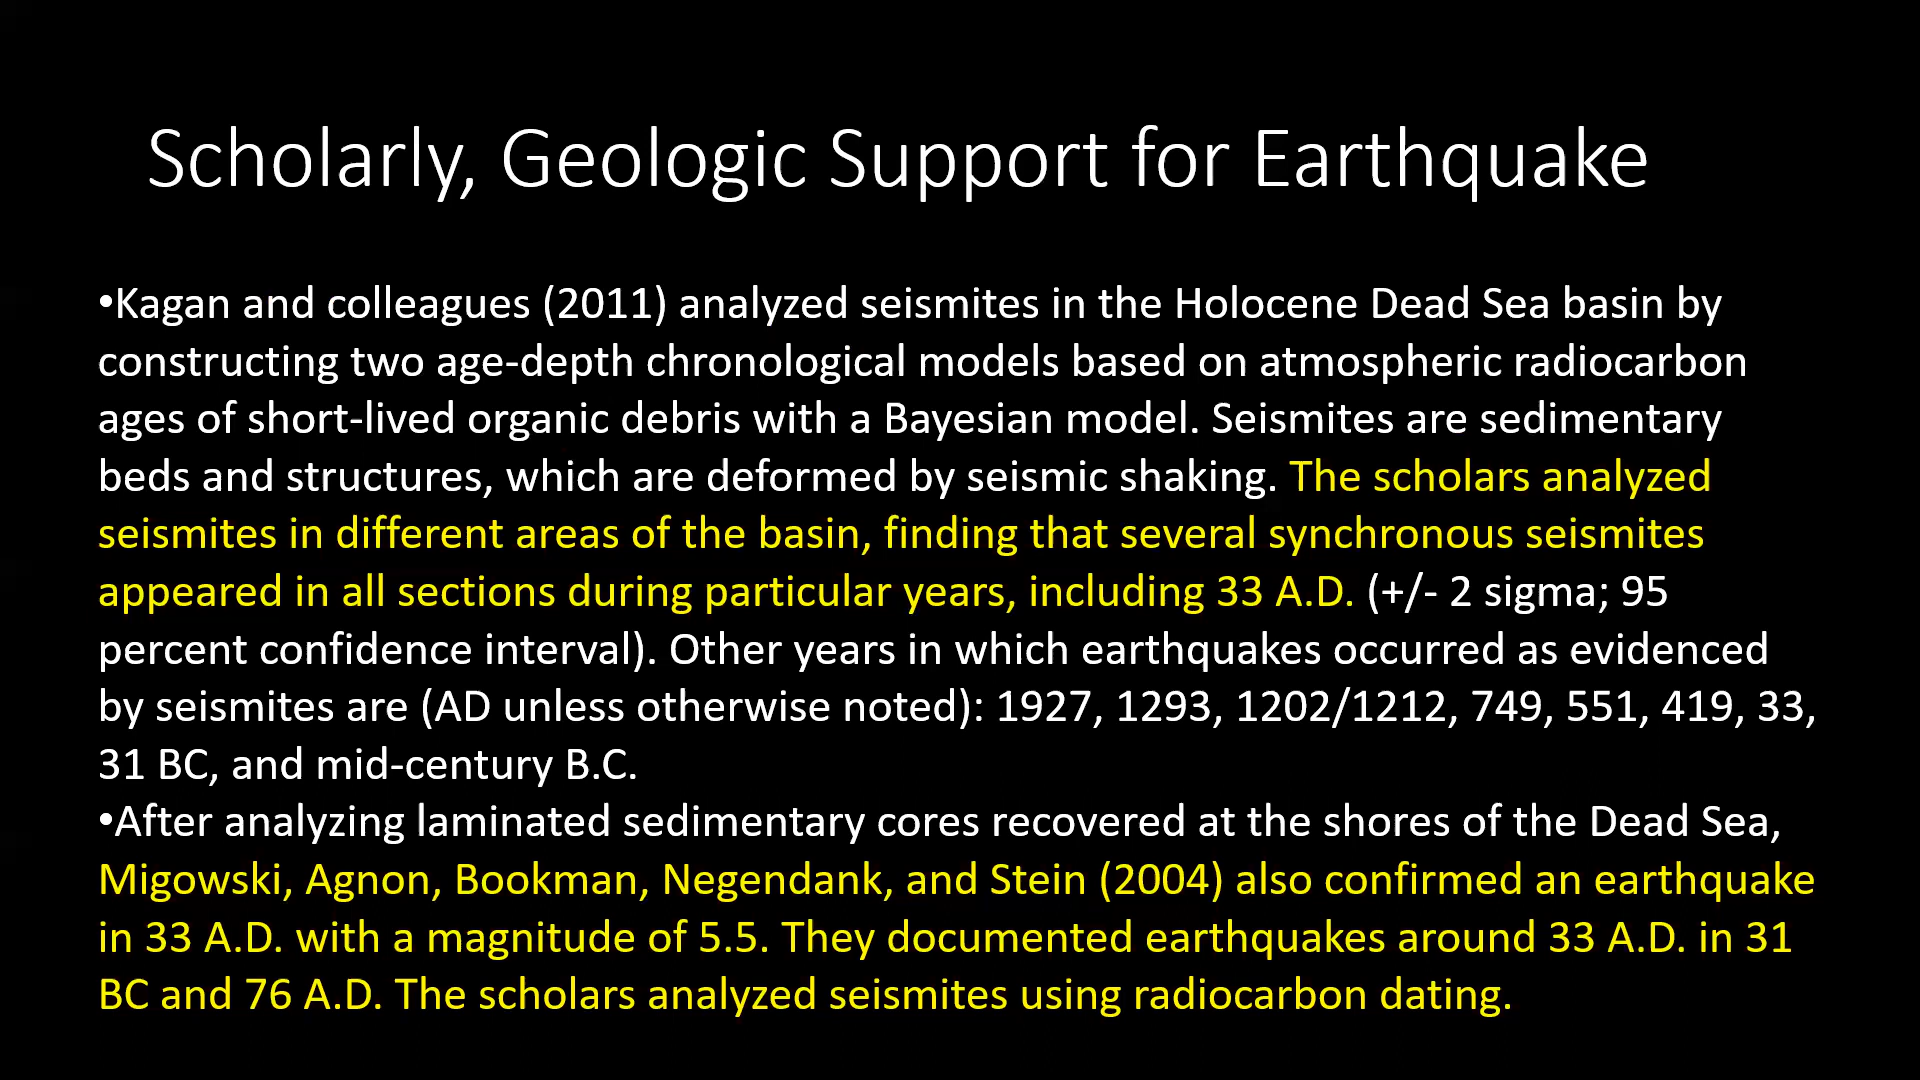 Scholarly, Geologic Support for Earthquake
•Kagan and colleagues (2011) analyzed seismites in the Holocene Dead Sea basin by
constructing two age-depth chronological models based on atmospheric radiocarbon
ages of short-lived organic debris with a Bayesian model. Seismites are sedimentary
beds and structures, which are deformed by seismic shaking. The scholars analyzed
seismites in different areas of the basin, finding that several synchronous seismites
appeared in all sections during particular years, including 33 A.D. (+/- 2 sigma; 95
percent confidence interval). Other years in which earthquakes occurred as evidenced
by seismites are (AD unless otherwise noted): 1927, 1293, 1202/1212, 749, 551, 419, 33,
31 BC, and mid-century B.C.
•After analyzing laminated sedimentary cores recovered at the shores of the Dead Sea,
Migowski, Agnon, Bookman, Negendank, and Stein (2004) also confirmed an earthquake
in 33 A.D. with a magnitude of 5.5. They documented earthquakes around 33 A.D. in 31
BC and 76 A.D. The scholars analyzed seismites using radiocarbon dating.